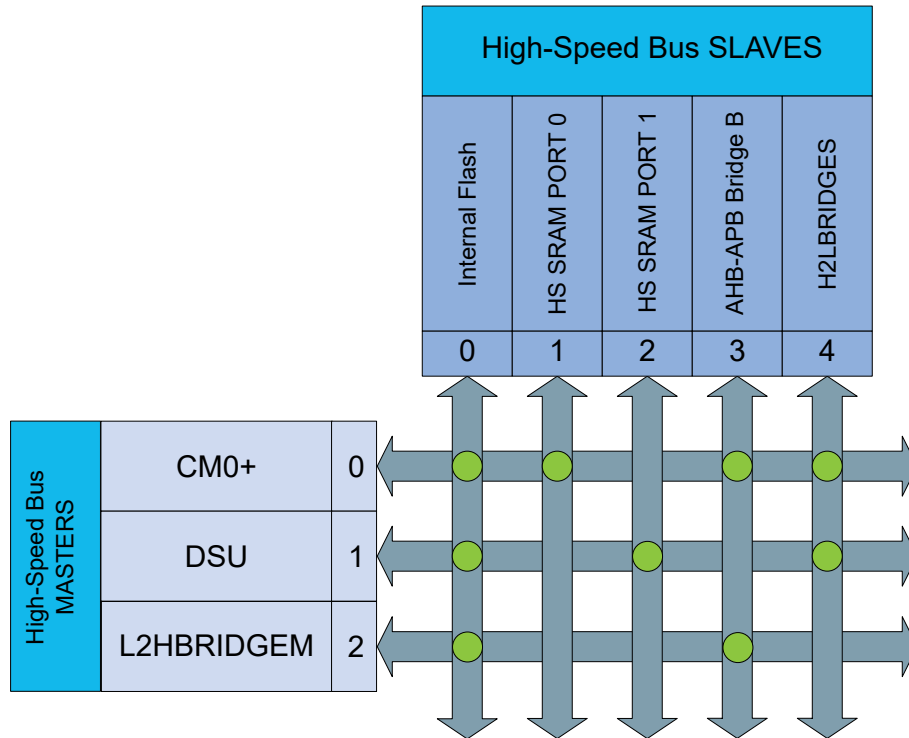 High-Speed Bus SLAVES
Internal Flash
HS SRAM PORT 0
HS SRAM PORT 1
AHB-APB Bridge B
H2LBRIDGES
0 1 2 3 4
High-Speed Bus
MASTERS
CM0+ 0
DSU 1
L2HBRIDGEM 2